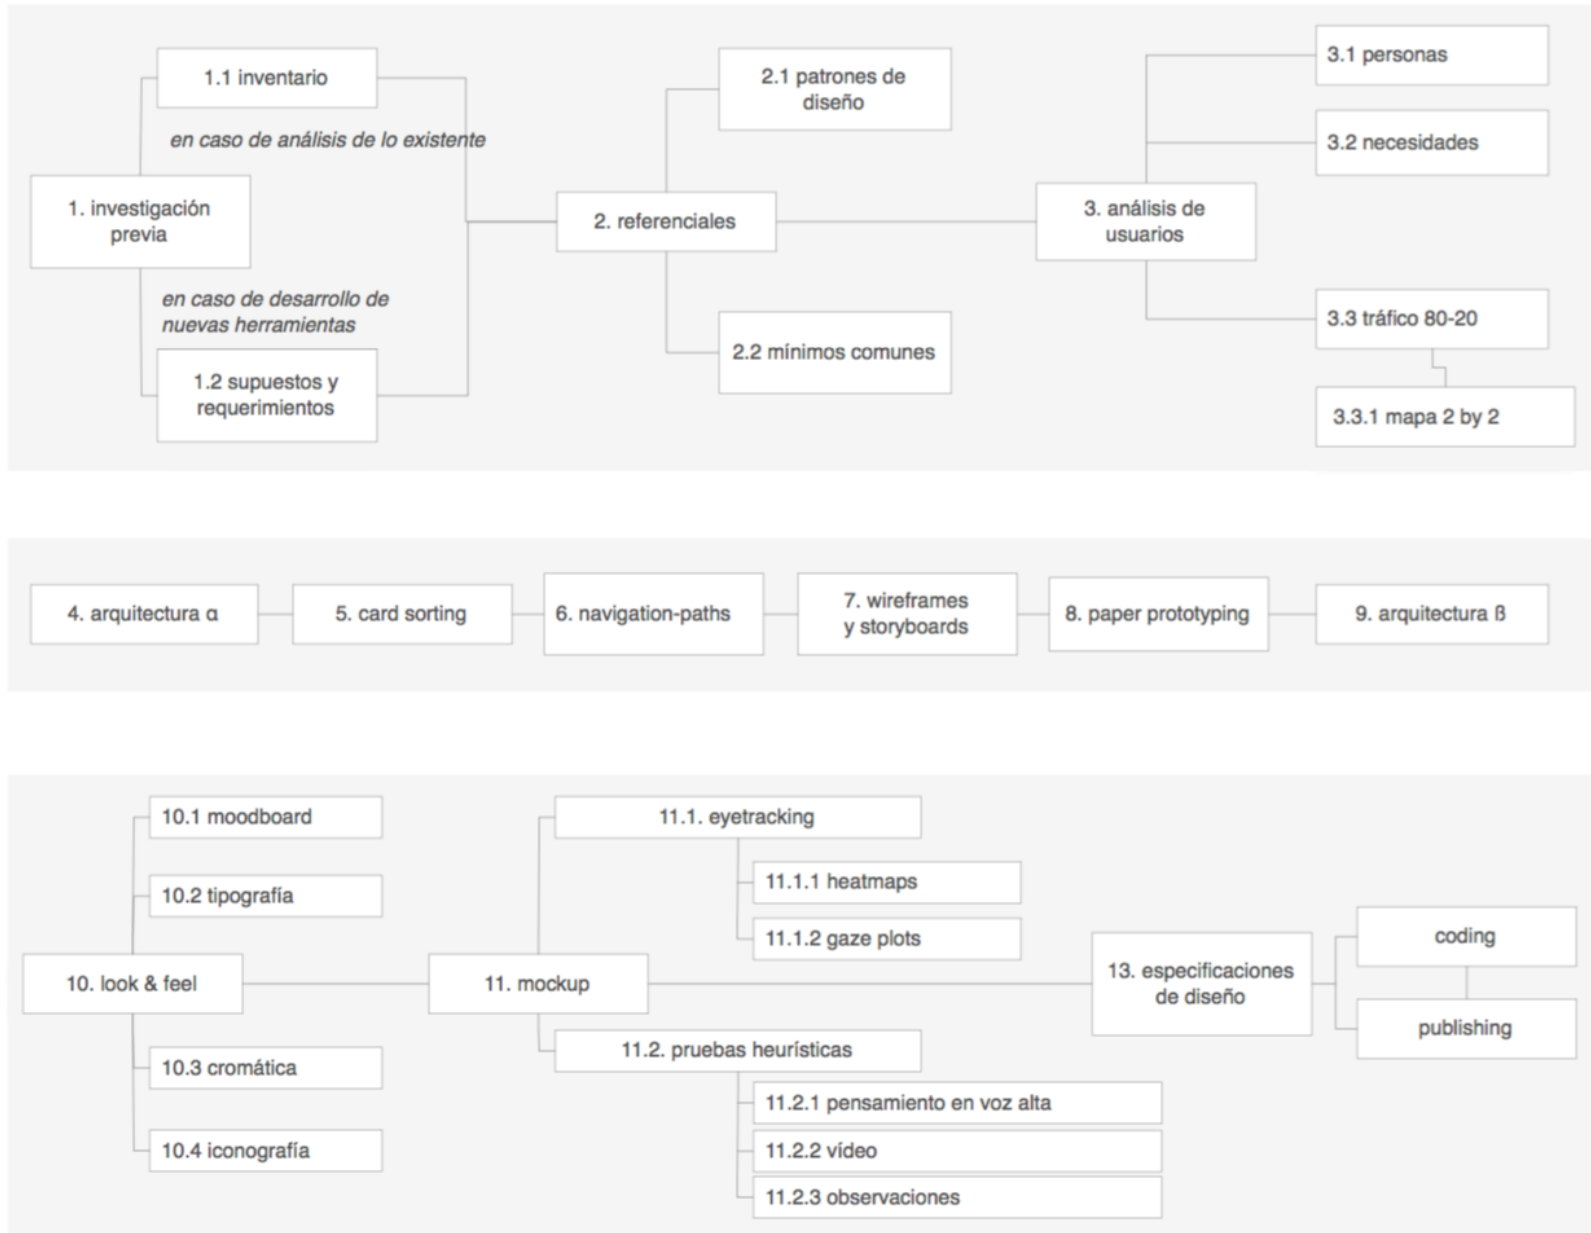 1.1 inventario
en caso de análisis de lo existente
1. investigación
previa
en caso de desarrollo de
nuevas herramientas
1.2 supuestos y
requerimientos
2.1 patrones de
diseño
2. referenciales
2.2 mínimos comunes
3. análisis de
usuarios
3.1 personas
3.2 necesidades
3.3 tráfico 80-20
3.3.1 mapa 2 by 2
4. arquitectura α
5. card sorting
6. navigation-paths
7. wireframes
y storyboards
8. paper prototyping
9. arquitectura ß
10.1 moodboard
10.2 tipografía
10. look & feel
10.3 cromática
10.4 iconografía
11.1. eyetracking
11.1.1 heatmaps
11.1.2 gaze plots
11. mockup
11.2. pruebas heurísticas
11.2.1 pensamiento en voz alta
11.2.2 vídeo
11.2.3 observaciones
13. especificaciones
de diseño
coding
publishing